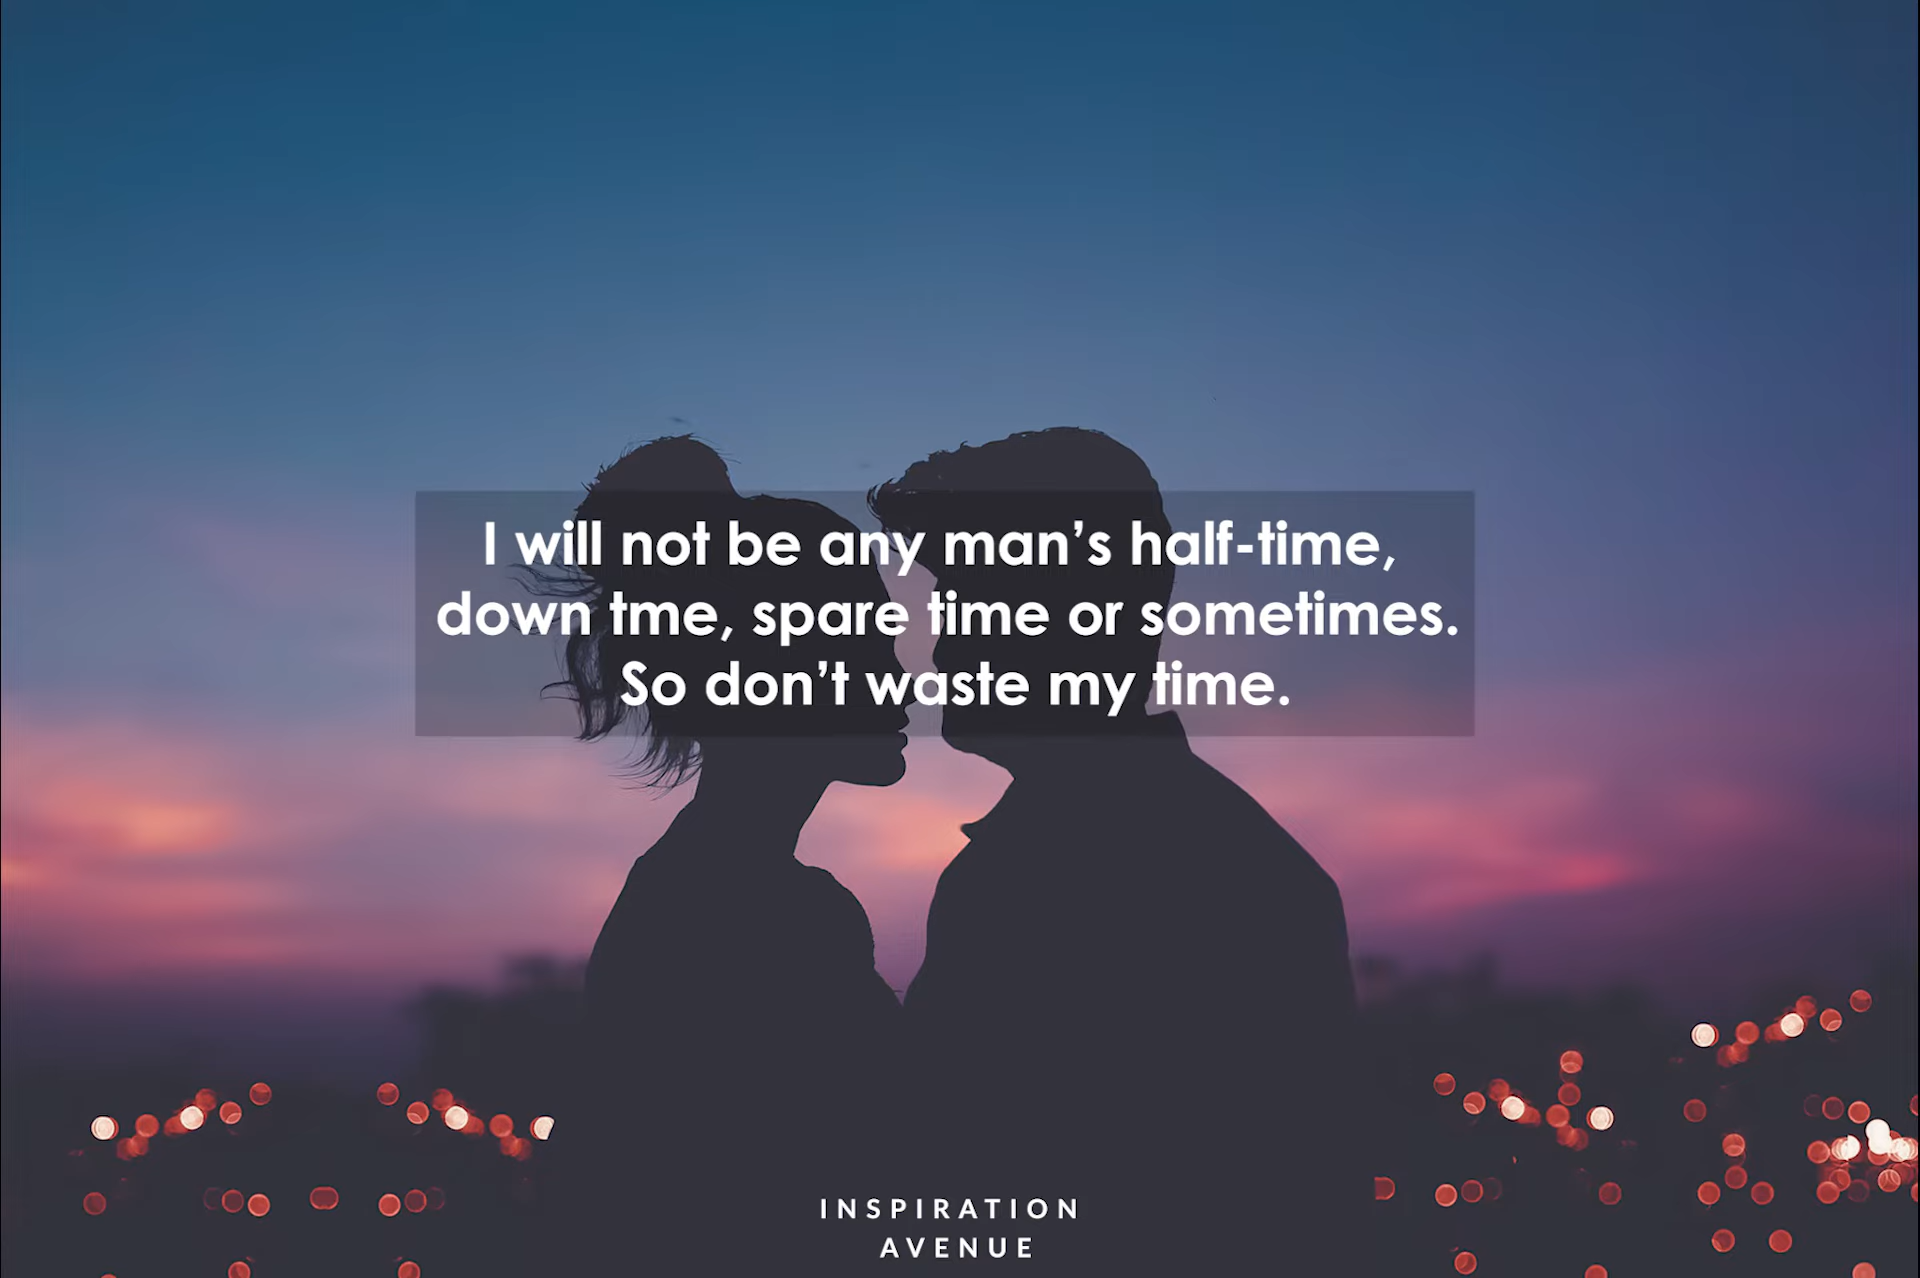 I will not be any man’s half-time,
down tme, spare time or sometimes.
So don’t waste my time.
INSPIRATION
AVENUE